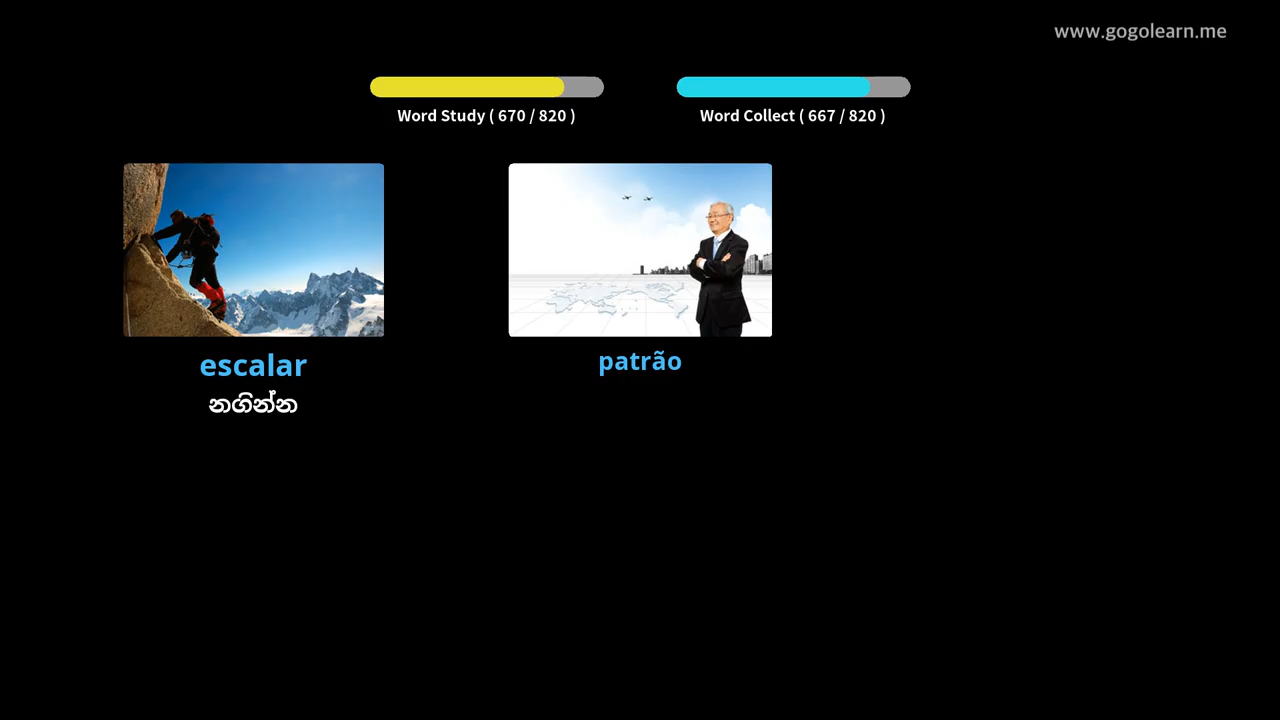 www.gogolearn.me
Word Study ( 670 / 820 )
Word Collect ( 667 / 820 )
escalar
නගින්න
patrão